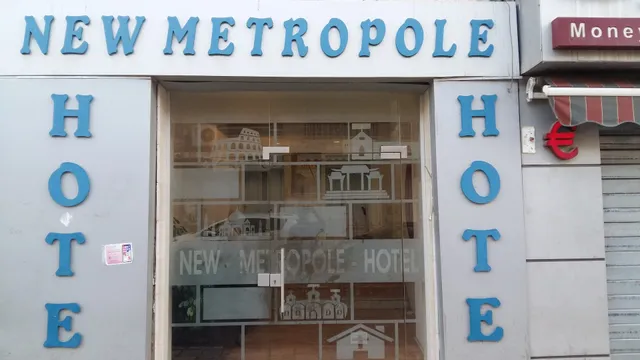 NEW METROPOLE
HOTE
HOTE
NEW - METROPOLE - HOTEL
Money
€